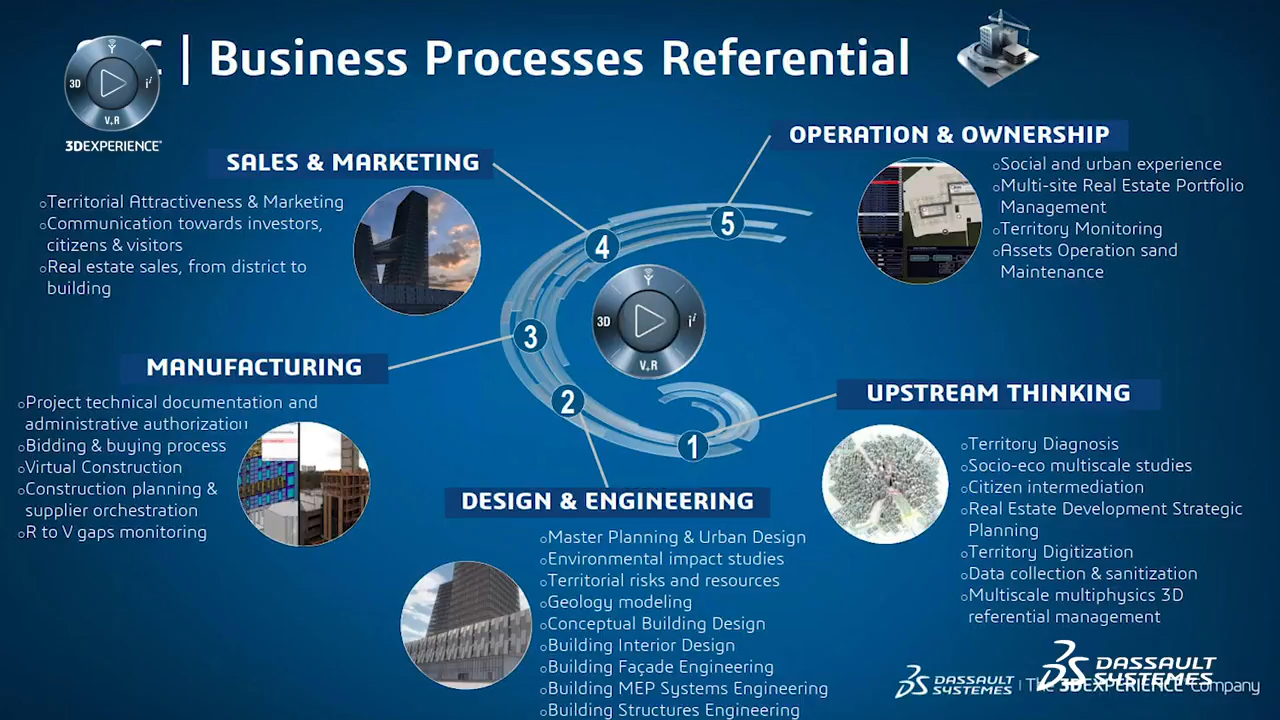 | Business Processes Referential
3D
i
V,R
3DEXPERIENCE
OPERATION & OWNERSHIP
Social and urban experience
Multi-site Real Estate Portfolio
Management
Territory Monitoring
Assets Operation sand
Maintenance
SALES & MARKETING
Territorial Attractiveness & Marketing
Communication towards investors,
citizens & visitors
Real estate sales, from district to
building
5
4
3
2
1
3D
i
V,R
MANUFACTURING
Project technical documentation and
administrative authorization
Bidding & buying process
Virtual Construction
Construction planning &
supplier orchestration
R to V gaps monitoring
UPSTREAM THINKING
Territory Diagnosis
Socio-eco multiscale studies
Citizen intermediation
Real Estate Development Strategic
Planning
Territory Digitization
Data collection & sanitization
Multiscale multiphysics 3D
referential management
DESIGN & ENGINEERING
Master Planning & Urban Design
Environmental impact studies
Territorial risks and resources
Geology modeling
Conceptual Building Design
Building Interior Design
Building Façade Engineering
Building MEP Systems Engineering
Building Structures Engineering
DASSAULT SYSTEMES | The 3DEXPERIENCE Company
DASSAULT
SYSTEMES